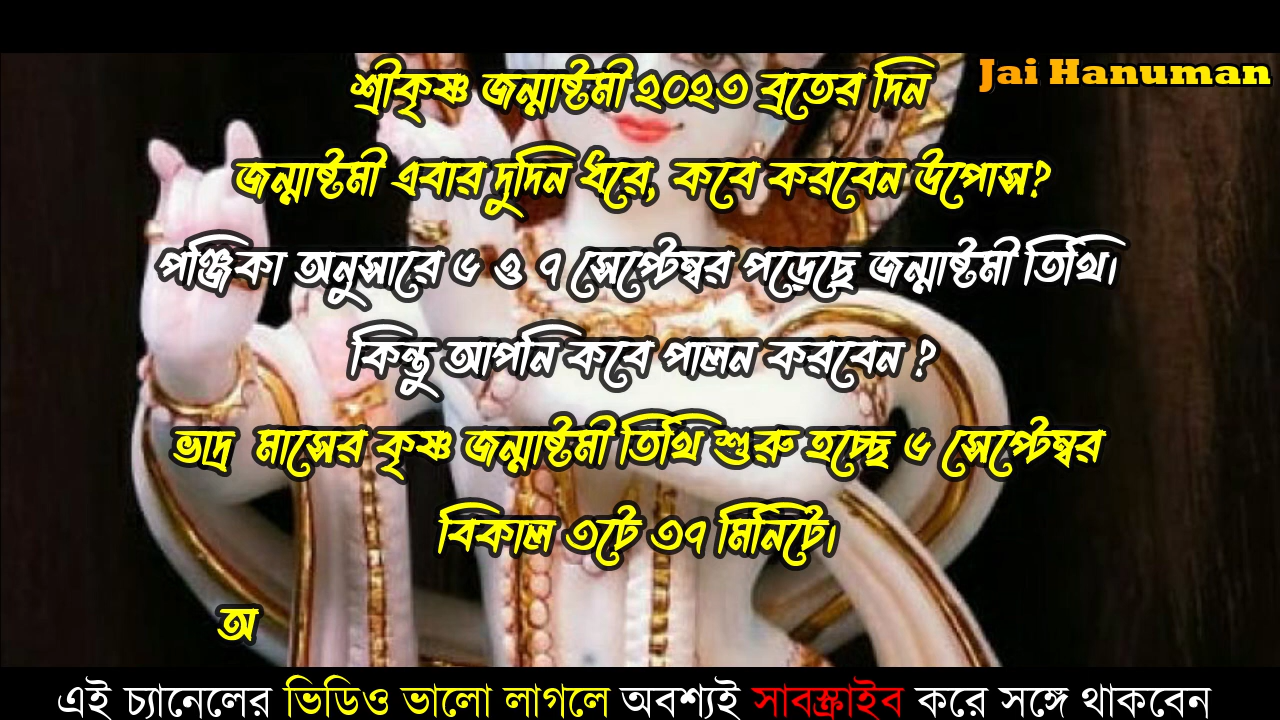 Jai Hanuman
শ্রীকৃষ্ণ জন্মাষ্টমী ২০২৩ ব্রতের দিন
জন্মাষ্টমী এবার দুদিন ধরে, কবে করবেন উপোস?
পঞ্জিকা অনুসারে ৬ ও ৭ সেপ্টেম্বর পড়েছে জন্মাষ্টমী তিথি।
কিন্তু আপনি কবে পালন করবেন ?
ভাদ্র মাসের কৃষ্ণ জন্মাষ্টমী তিথি শুরু হচ্ছে ৬ সেপ্টেম্বর
বিকাল ৩টে ৩৭ মিনিটে।
অ
এই চ্যানেলের ভিডিও ভালো লাগলে অবশ্যই সাবস্ক্রাইব করে সঙ্গে থাকবেন